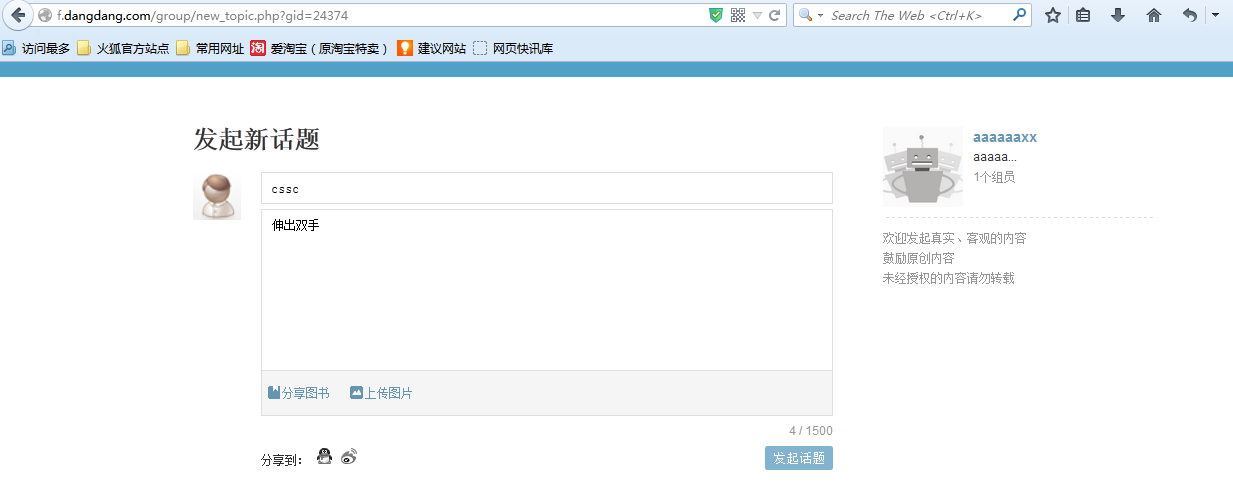 f.dangdang.com/group/new_topic.php?gid=24374
Search The Web <Ctrl+K>
访问最多 火狐官方站点 常用网址 淘 爱淘宝（原淘宝特卖） 建议网站 网页快讯库
发起新话题
cssc
伸出双手
分享图书 上传图片
4 / 1500
分享到：
发起话题
aaaaaaxx
aaaaa...
1个组员
欢迎发起真实、客观的内容
鼓励原创内容
未经授权的内容请勿转载